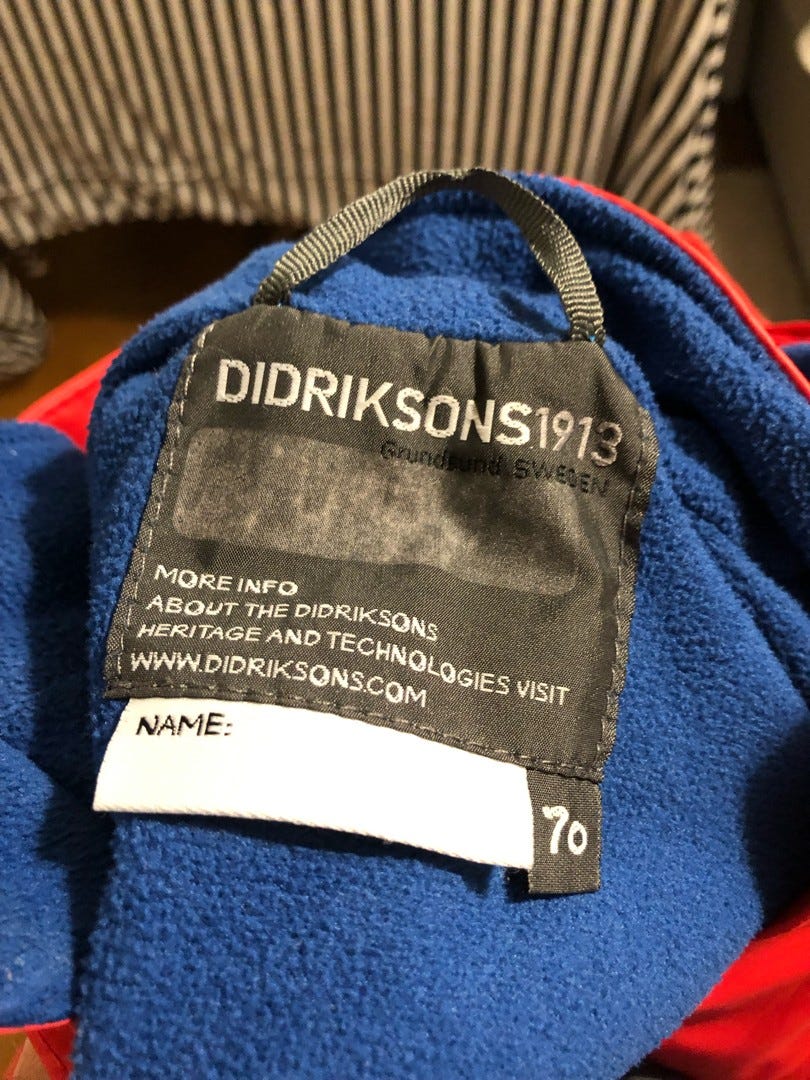 DIDRIKSONS1913
Grundsund, SWEDEN
MORE INFO
ABOUT THE DIDRIKSONS
HERITAGE AND TECHNOLOGIES VISIT
WWW.DIDRIKSONS.COM
NAME:
70